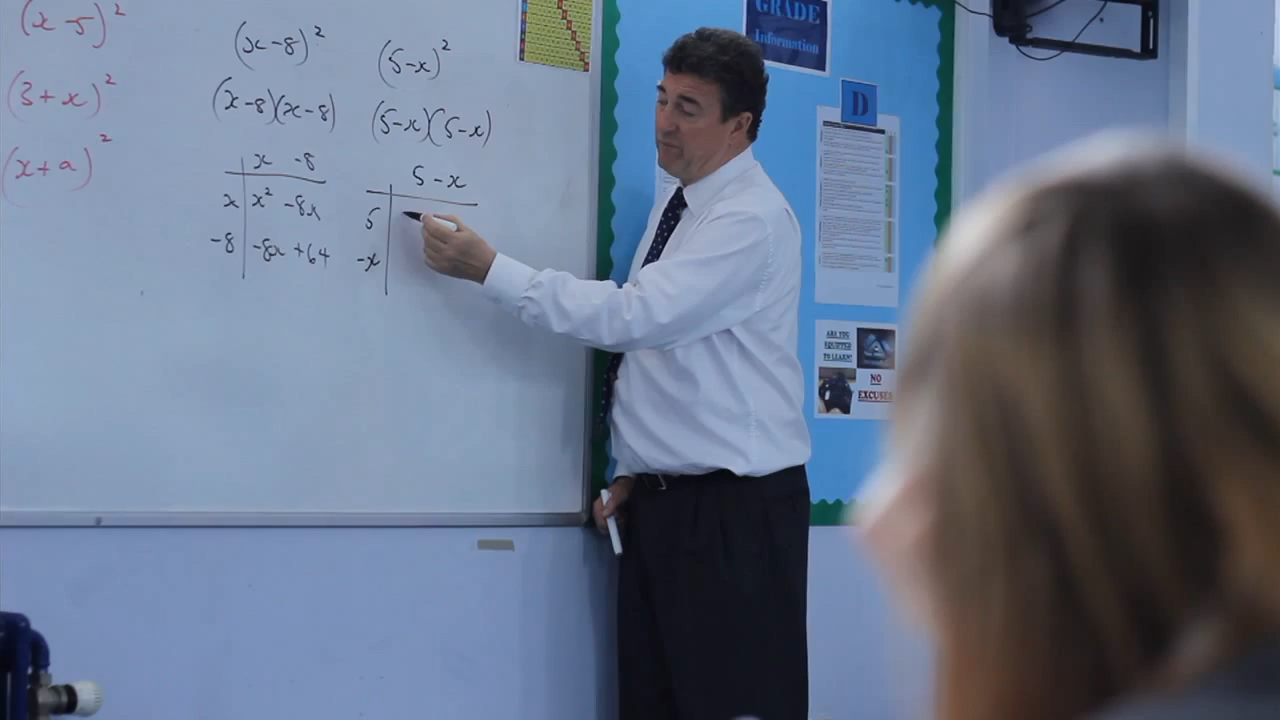 (x-5)²
(3+x)²
(x+a)²
(x-8)²
(x-8)(x-8)
x -8
x x² -8x
-8 -8x +64
(5-x)²
(5-x)(5-x)
5-x
5
-x
GRADE
Information
D
ARE YOU
EQUIPPED
TO LEARN?
NO
EXCUSES